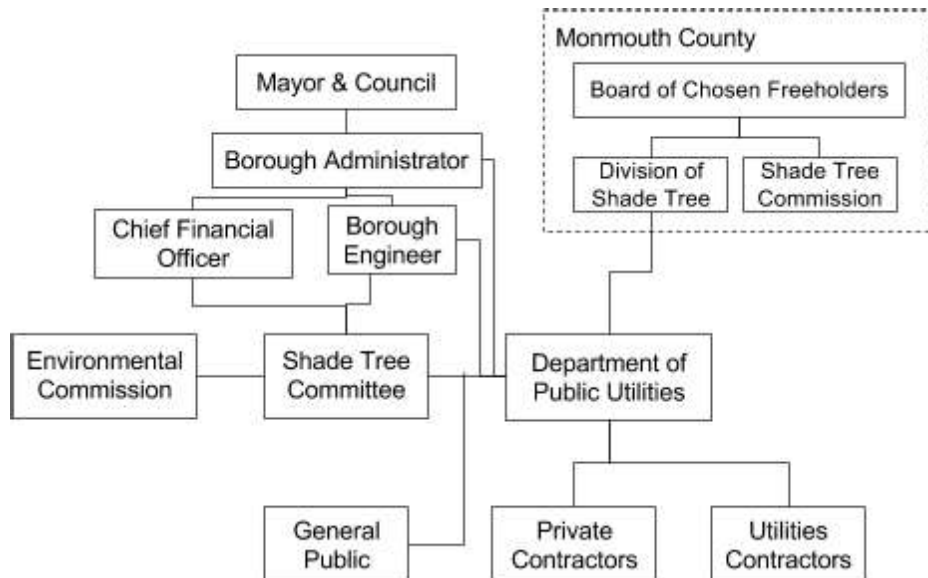 Monmouth County
Board of Chosen Freeholders
Mayor & Council
Borough Administrator
Division of
Shade Tree
Shade Tree
Commission
Chief Financial
Officer
Borough
Engineer
Environmental
Commission
Shade Tree
Committee
Department of
Public Utilities
General
Public
Private
Contractors
Utilities
Contractors